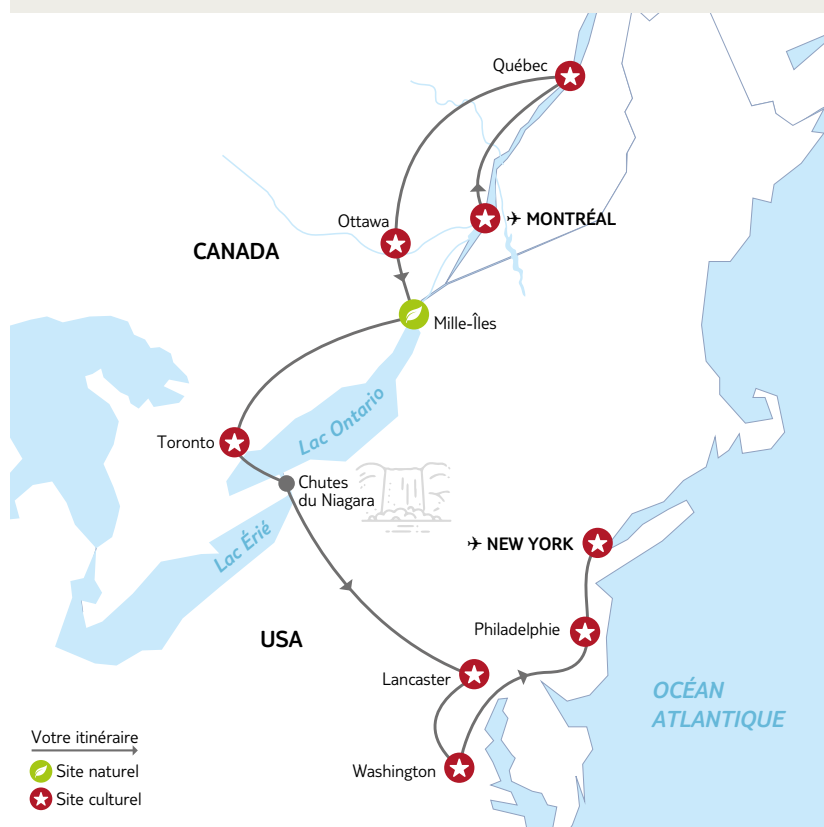 Québec
Ottawa
MONTRÉAL
CANADA
Mille-Îles
Lac Ontario
Toronto
Chutes
du Niagara
Lac Érié
NEW YORK
USA
Philadelphie
Lancaster
OCÉAN
ATLANTIQUE
Votre itinéraire
Site naturel
Washington
Site culturel